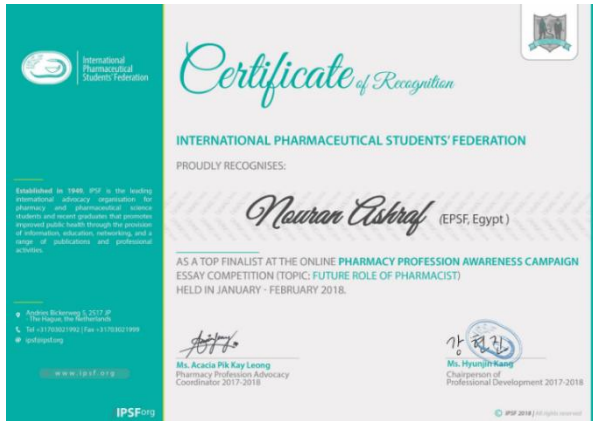 International
Pharmaceutical
Students' Federation
Established in 1949, IPSF is the leading
international advocacy organisation for
pharmacy and pharmaceutical science
students and recent graduates that promotes
improved public health through the provision
of information, education, networking, and a
range of publications and professional
activities.
Andries Bickerweg 5, 2517 JP
- The Hague, the Netherlands
Tel +31703021992 | Fax +31703021999
ipsf@ipsf.org
www.ipsf.org
IPSForg
Certificate of Recognition
INTERNATIONAL PHARMACEUTICAL STUDENTS' FEDERATION
PROUDLY RECOGNISES:
Nouran Ashraf (EPSF, Egypt )
AS A TOP FINALIST AT THE ONLINE PHARMACY PROFESSION AWARENESS CAMPAIGN
ESSAY COMPETITION (TOPIC: FUTURE ROLE OF PHARMACIST)
HELD IN JANUARY - FEBRUARY 2018.
강현진
Ms. Acacia Pik Kay Leong
Pharmacy Profession Advocacy
Coordinator 2017-2018
Ms. Hyunjin Kang
Chairperson of
Professional Development 2017-2018
© IPSF 2018 | All rights reserved